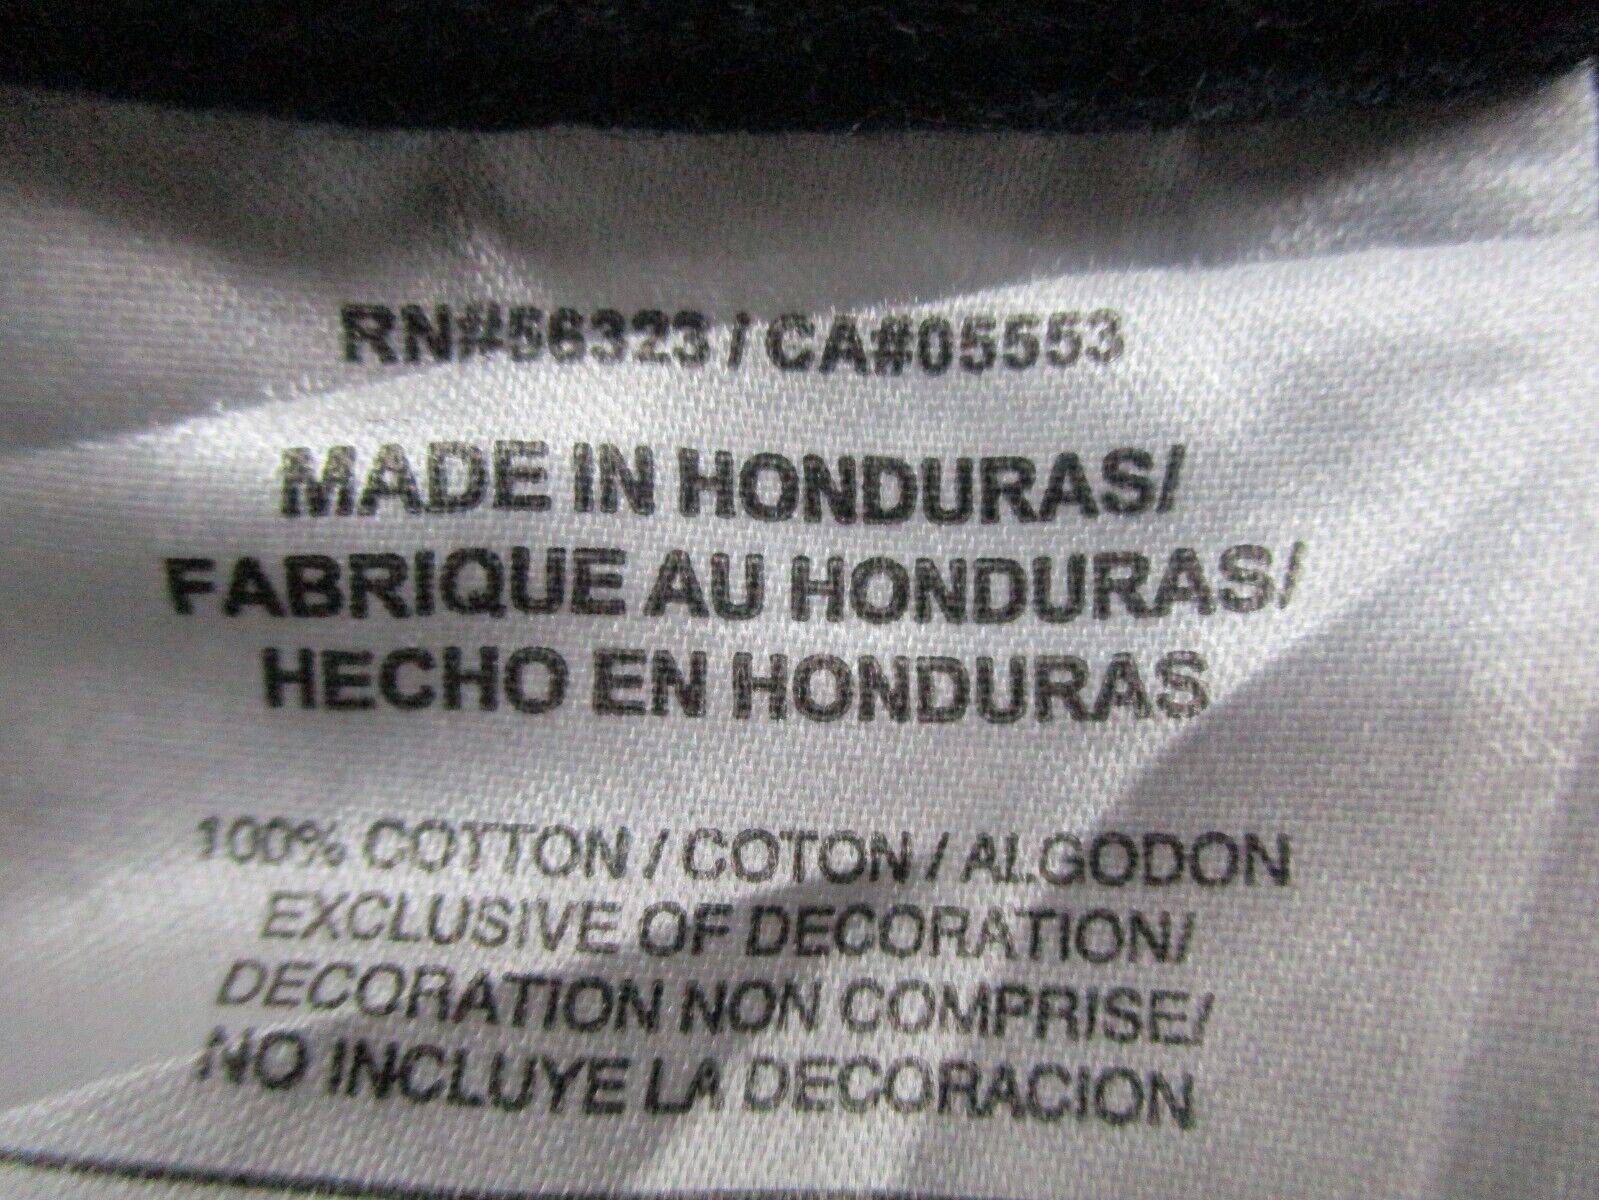 RN#56323 / CA#05553
MADE IN HONDURAS/
FABRIQUE AU HONDURAS/
HECHO EN HONDURAS
100% COTTON / COTON / ALGODON
EXCLUSIVE OF DECORATION/
DECORATION NON COMPRISE/
NO INCLUYE LA DECORACION